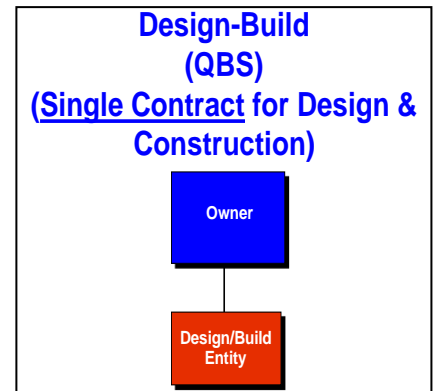 Design-Build
(QBS)
(Single Contract for Design &
Construction)
Owner
Design/Build
Entity